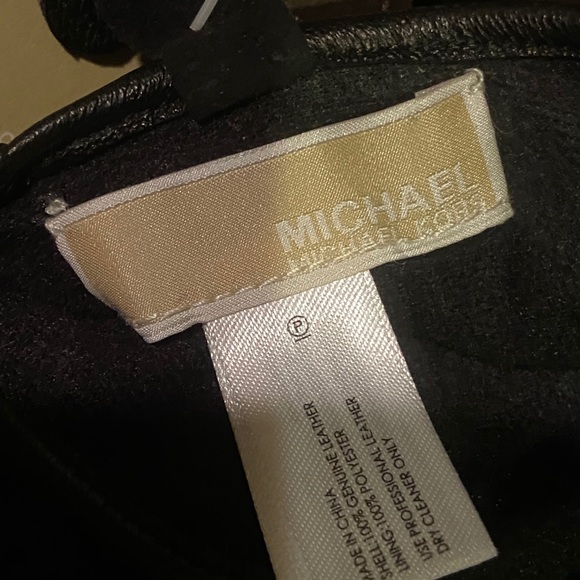 MICHAEL
MICHAEL KORS
P
MADE IN CHINA
SHELL:100% GENUINE LEATHER
LINING:100% POLYESTER
USE PROFESSIONAL LEATHER
DRY CLEANER ONLY